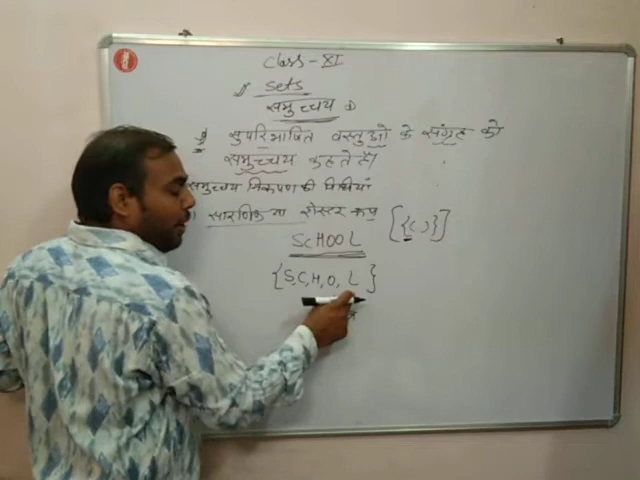 Class - XI
Sets
समुच्चय
सुपरिभाषित वस्तुओ के संग्रह को
समुच्चय कहते है।
समुच्चय निरूपण की विधियां
सारणिक या रोस्टर रूप [{( )}]
SCHOOL
{S,C,H,O,L}